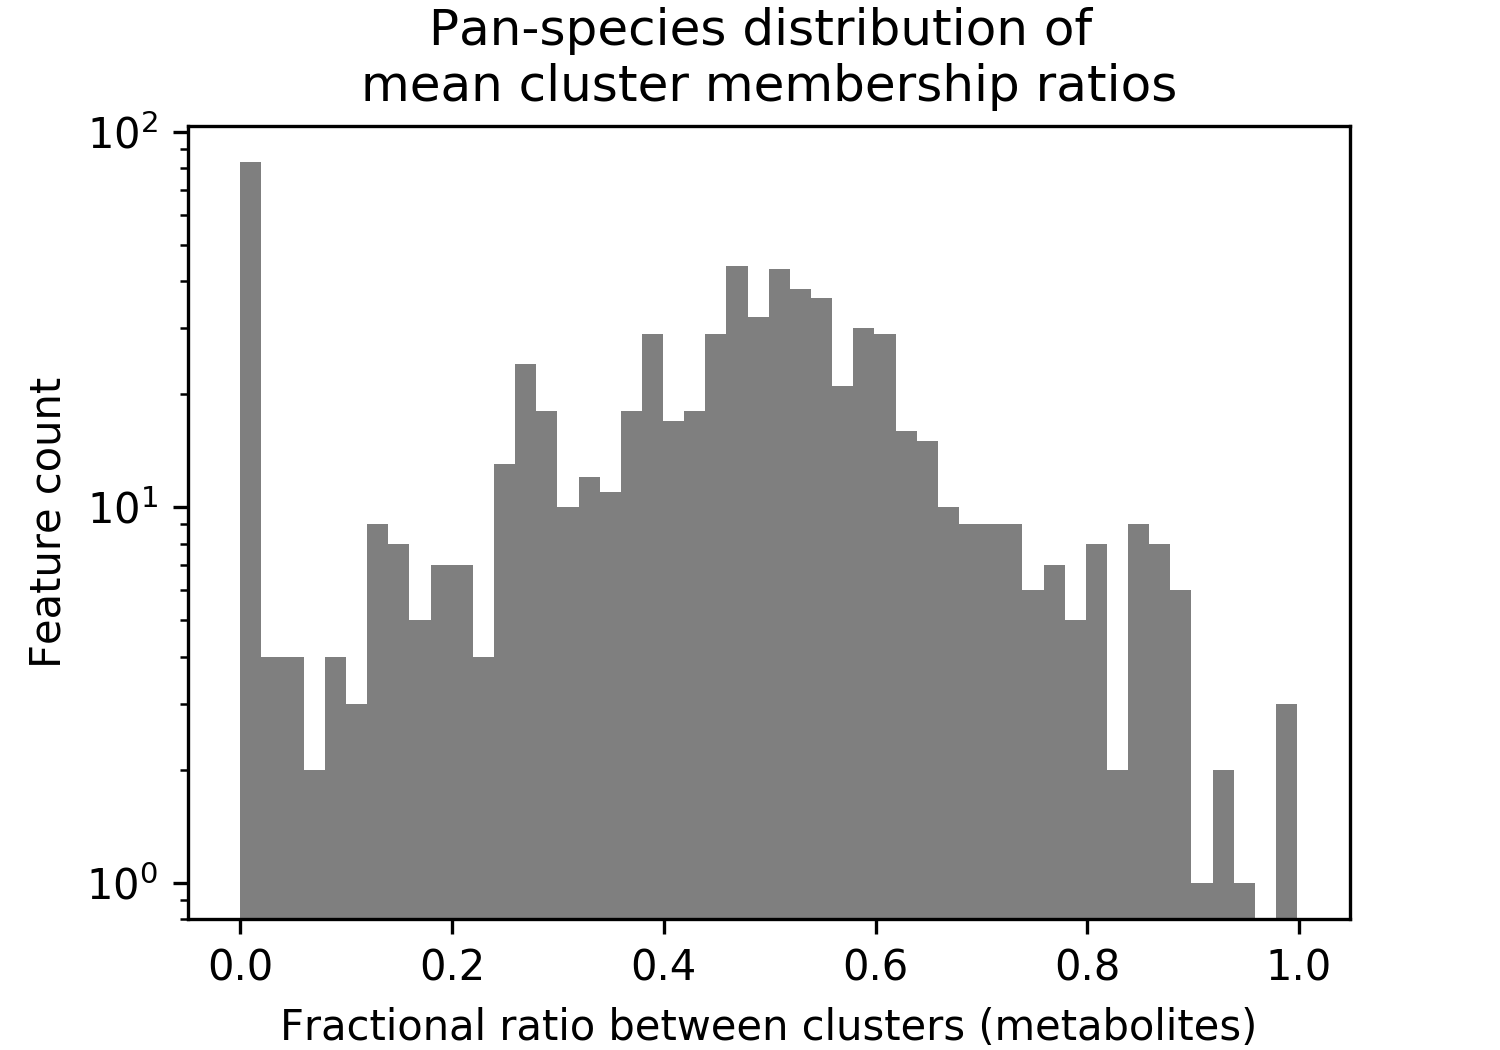 Pan-species distribution of
mean cluster membership ratios
10²
10¹
10⁰
Feature count
0.0 0.2 0.4 0.6 0.8 1.0
Fractional ratio between clusters (metabolites)